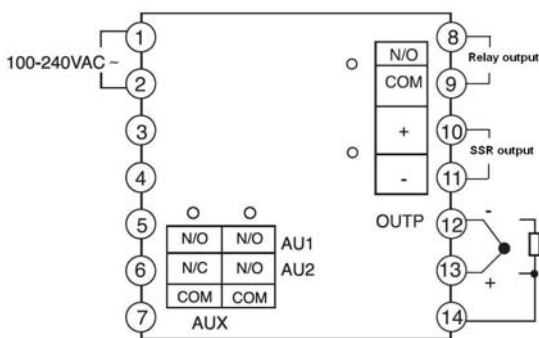 1
2
3
4
5
6
7
100-240VAC ~
N/O
COM
+
-
OUTP
8
9
10
11
12
13
14
Relay output
SSR output
-
+
N/O N/O AU1
N/C N/O AU2
COM COM
AUX